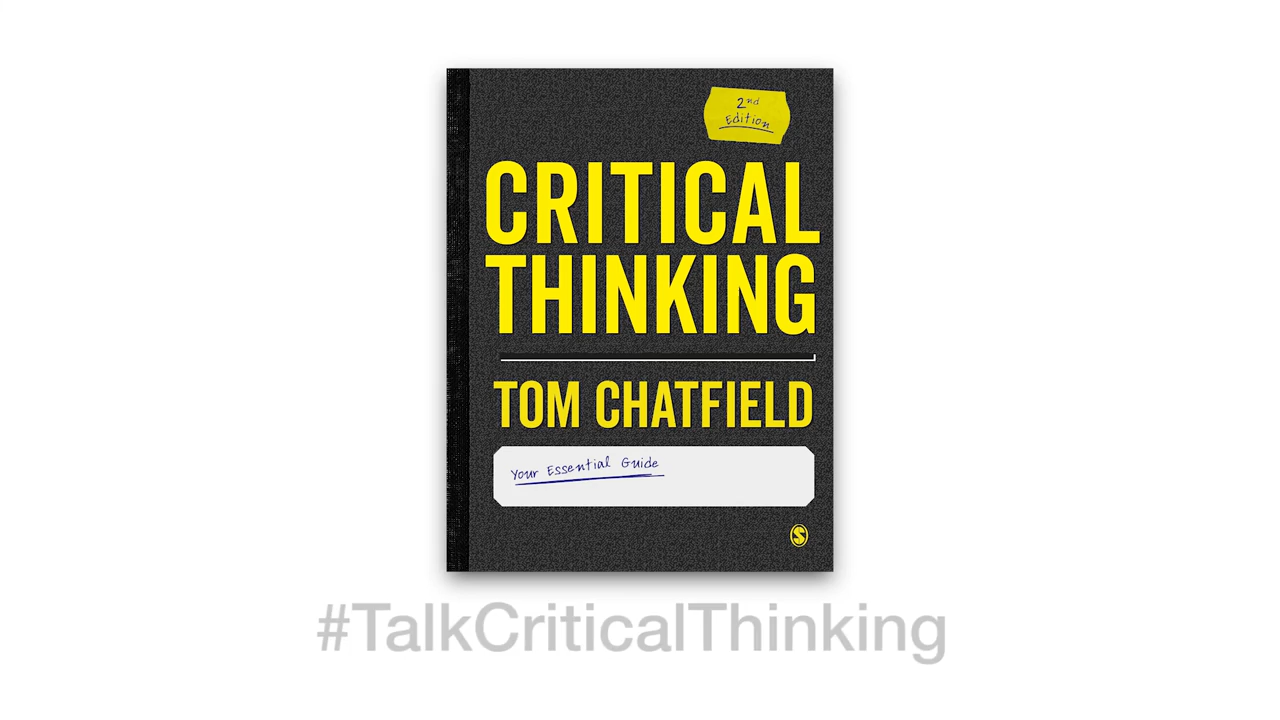 2nd
Edition
CRITICAL
THINKING
TOM CHATFIELD
Your Essential Guide
S
#TalkCriticalThinking